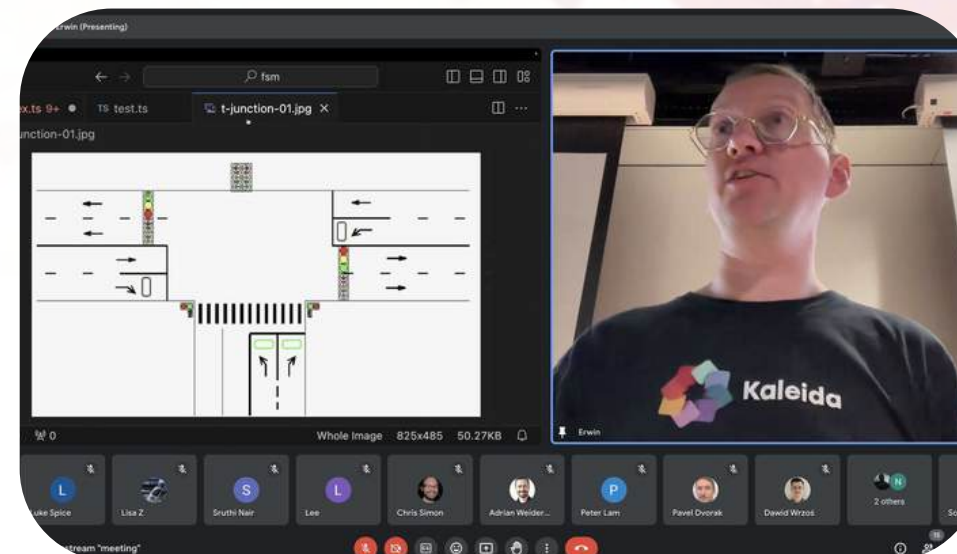 Erwin (Presenting)
fsm
ex.ts 9+
TS test.ts
t-junction-01.jpg
unction-01.jpg
Kaleida
0
Whole Image 825x485 50.27KB
Erwin
L
S
L
P
N
Luke Spice
Lisa Z
Sruthi Nair
Lee
Chris Simon
Adrian Weider...
Peter Lam
Pavel Dvorak
Dawid Wrzos
2 others
stream "meeting"
15